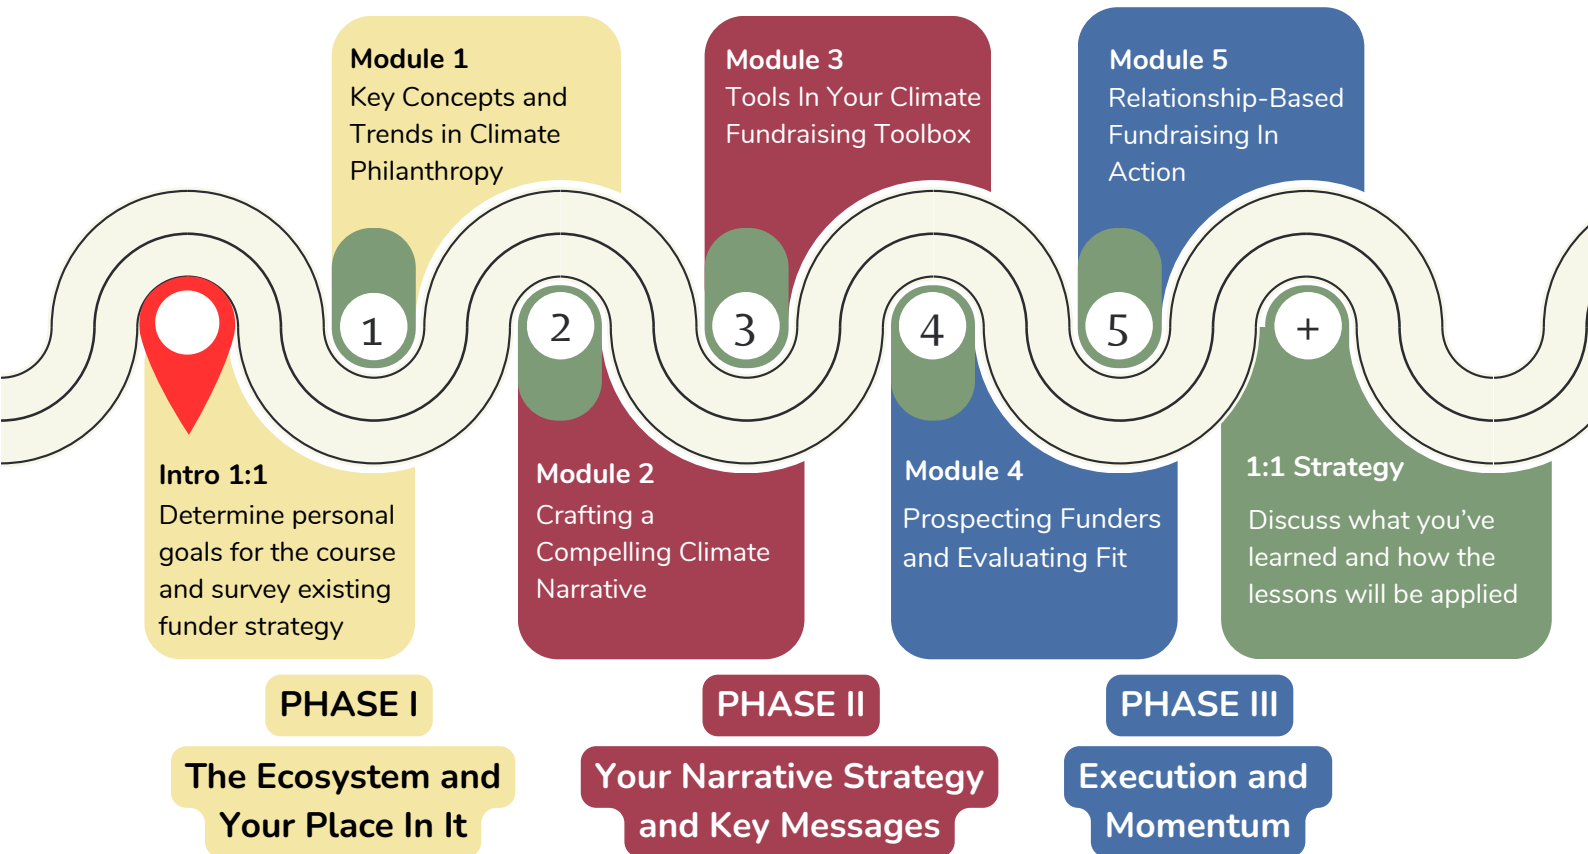 Module 1
Key Concepts and
Trends in Climate
Philanthropy
Module 3
Tools In Your Climate
Fundraising Toolbox
Module 5
Relationship-Based
Fundraising In
Action
1
2
3
4
5
+
Intro 1:1
Determine personal
goals for the course
and survey existing
funder strategy
Module 2
Crafting a
Compelling Climate
Narrative
Module 4
Prospecting Funders
and Evaluating Fit
1:1 Strategy
Discuss what you’ve
learned and how the
lessons will be applied
PHASE I
The Ecosystem and
Your Place In It
PHASE II
Your Narrative Strategy
and Key Messages
PHASE III
Execution and
Momentum